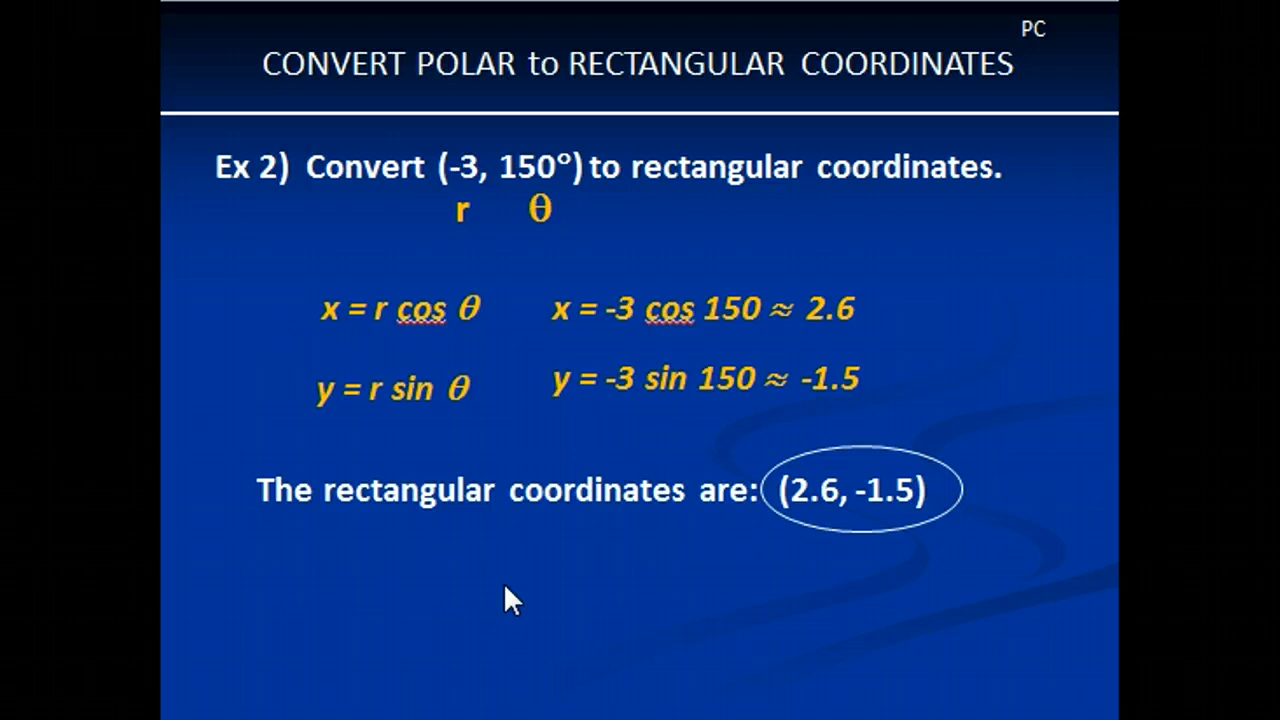 PC
CONVERT POLAR to RECTANGULAR COORDINATES
Ex 2) Convert (-3, 150°) to rectangular coordinates.
r θ
x = r cos θ x = -3 cos 150 ≈ 2.6
y = r sin θ y = -3 sin 150 ≈ -1.5
The rectangular coordinates are: (2.6, -1.5)